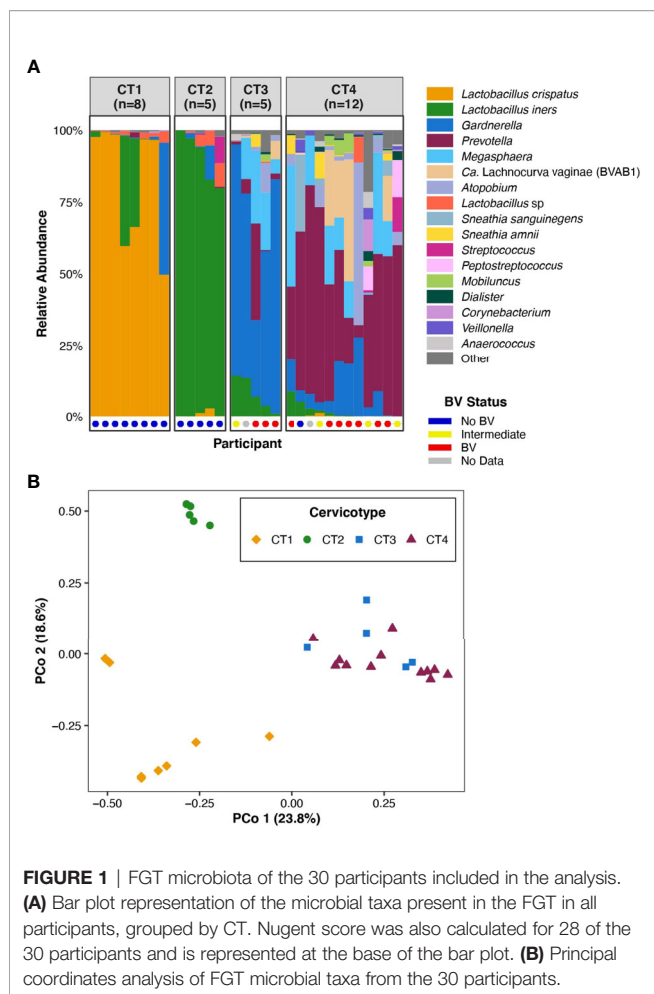 A
CT1 (n=8)
CT2 (n=5)
CT3 (n=5)
CT4 (n=12)
100%
75%
50%
25%
0%
Relative Abundance
Participant
Lactobacillus crispatus
Lactobacillus iners
Gardnerella
Prevotella
Megasphaera
Ca. Lachnocurva vaginae (BVAB1)
Atopobium
Lactobacillus sp
Sneathia sanguinegens
Sneathia amnii
Streptococcus
Peptostreptococcus
Mobiluncus
Dialister
Corynebacterium
Veillonella
Anaerococcus
Other
BV Status
No BV
Intermediate
BV
No Data
B
Cervicotype
CT1 CT2 CT3 CT4
0.50
0.25
0.00
−0.25
PCo 2 (18.6%)
−0.50 −0.25 0.00 0.25
PCo 1 (23.8%)
FIGURE 1 | FGT microbiota of the 30 participants included in the analysis.
(A) Bar plot representation of the microbial taxa present in the FGT in all
participants, grouped by CT. Nugent score was also calculated for 28 of the
30 participants and is represented at the base of the bar plot. (B) Principal
coordinates analysis of FGT microbial taxa from the 30 participants.